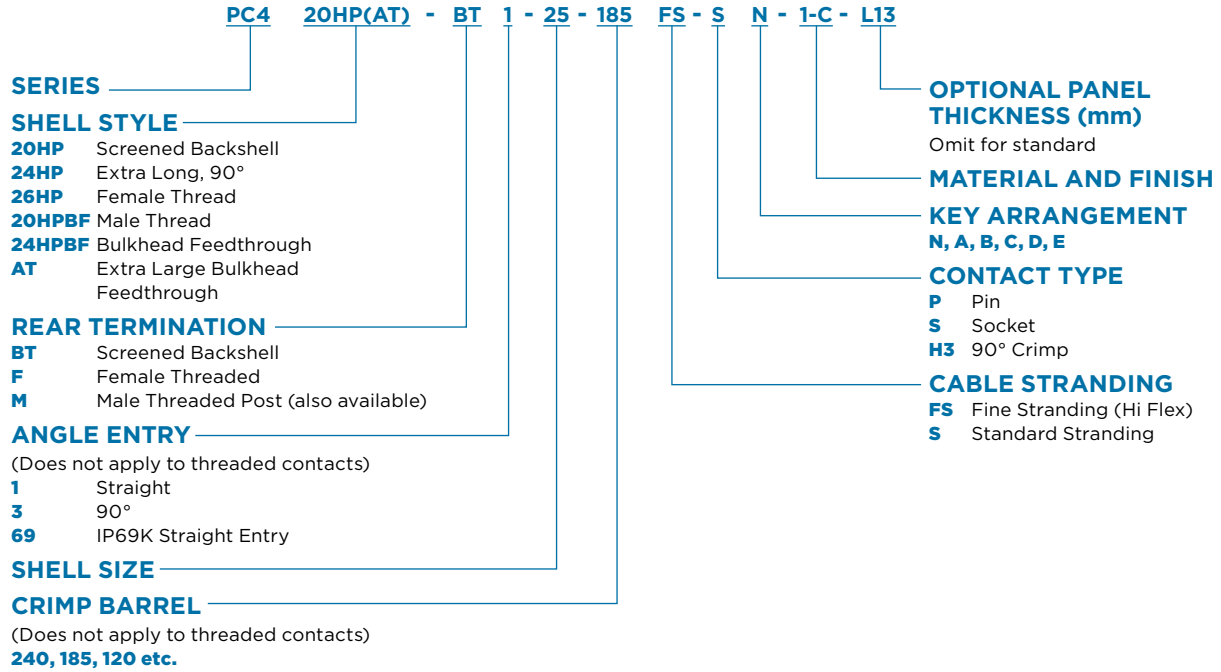 PC4 20HP(AT) - BT 1 - 25 - 185 FS - S N - 1-C - L13
SERIES
SHELL STYLE
20HP Screened Backshell
24HP Extra Long, 90°
26HP Female Thread
20HPBF Male Thread
24HPBF Bulkhead Feedthrough
AT Extra Large Bulkhead
Feedthrough
REAR TERMINATION
BT Screened Backshell
F Female Threaded
M Male Threaded Post (also available)
ANGLE ENTRY
(Does not apply to threaded contacts)
1 Straight
3 90°
69 IP69K Straight Entry
SHELL SIZE
CRIMP BARREL
(Does not apply to threaded contacts)
240, 185, 120 etc.
OPTIONAL PANEL
THICKNESS (mm)
Omit for standard
MATERIAL AND FINISH
KEY ARRANGEMENT
N, A, B, C, D, E
CONTACT TYPE
P Pin
S Socket
H3 90° Crimp
CABLE STRANDING
FS Fine Stranding (Hi Flex)
S Standard Stranding